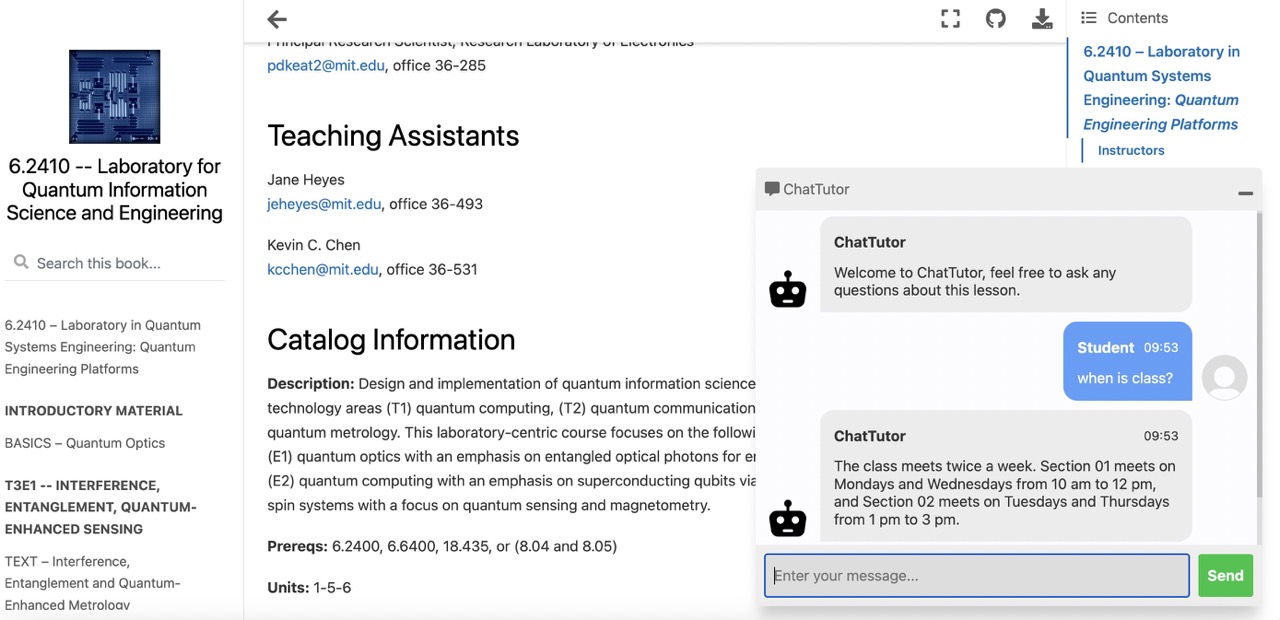 6.2410 -- Laboratory for
Quantum Information
Science and Engineering
Search this book...
6.2410 – Laboratory in Quantum
Systems Engineering: Quantum
Engineering Platforms
INTRODUCTORY MATERIAL
BASICS – Quantum Optics
T3E1 -- INTERFERENCE,
ENTANGLEMENT, QUANTUM-
ENHANCED SENSING
TEXT – Interference,
Entanglement and Quantum-
Enhanced Metrology
Principal Research Scientist, Research Laboratory of Electronics
pdkeat2@mit.edu, office 36-285
Teaching Assistants
Jane Heyes
jeheyes@mit.edu, office 36-493
Kevin C. Chen
kcchen@mit.edu, office 36-531
Catalog Information
Description: Design and implementation of quantum information science
technology areas (T1) quantum computing, (T2) quantum communication
quantum metrology. This laboratory-centric course focuses on the followi
(E1) quantum optics with an emphasis on entangled optical photons for
(E2) quantum computing with an emphasis on superconducting qubits via
spin systems with a focus on quantum sensing and magnetometry.
Prereqs: 6.2400, 6.6400, 18.435, or (8.04 and 8.05)
Units: 1-5-6
Contents
6.2410 – Laboratory in
Quantum Systems
Engineering: Quantum
Engineering Platforms
Instructors
ChatTutor
ChatTutor
Welcome to ChatTutor, feel free to ask any
questions about this lesson.
Student 09:53
when is class?
ChatTutor 09:53
The class meets twice a week. Section 01 meets on
Mondays and Wednesdays from 10 am to 12 pm,
and Section 02 meets on Tuesdays and Thursdays
from 1 pm to 3 pm.
Enter your message...
Send